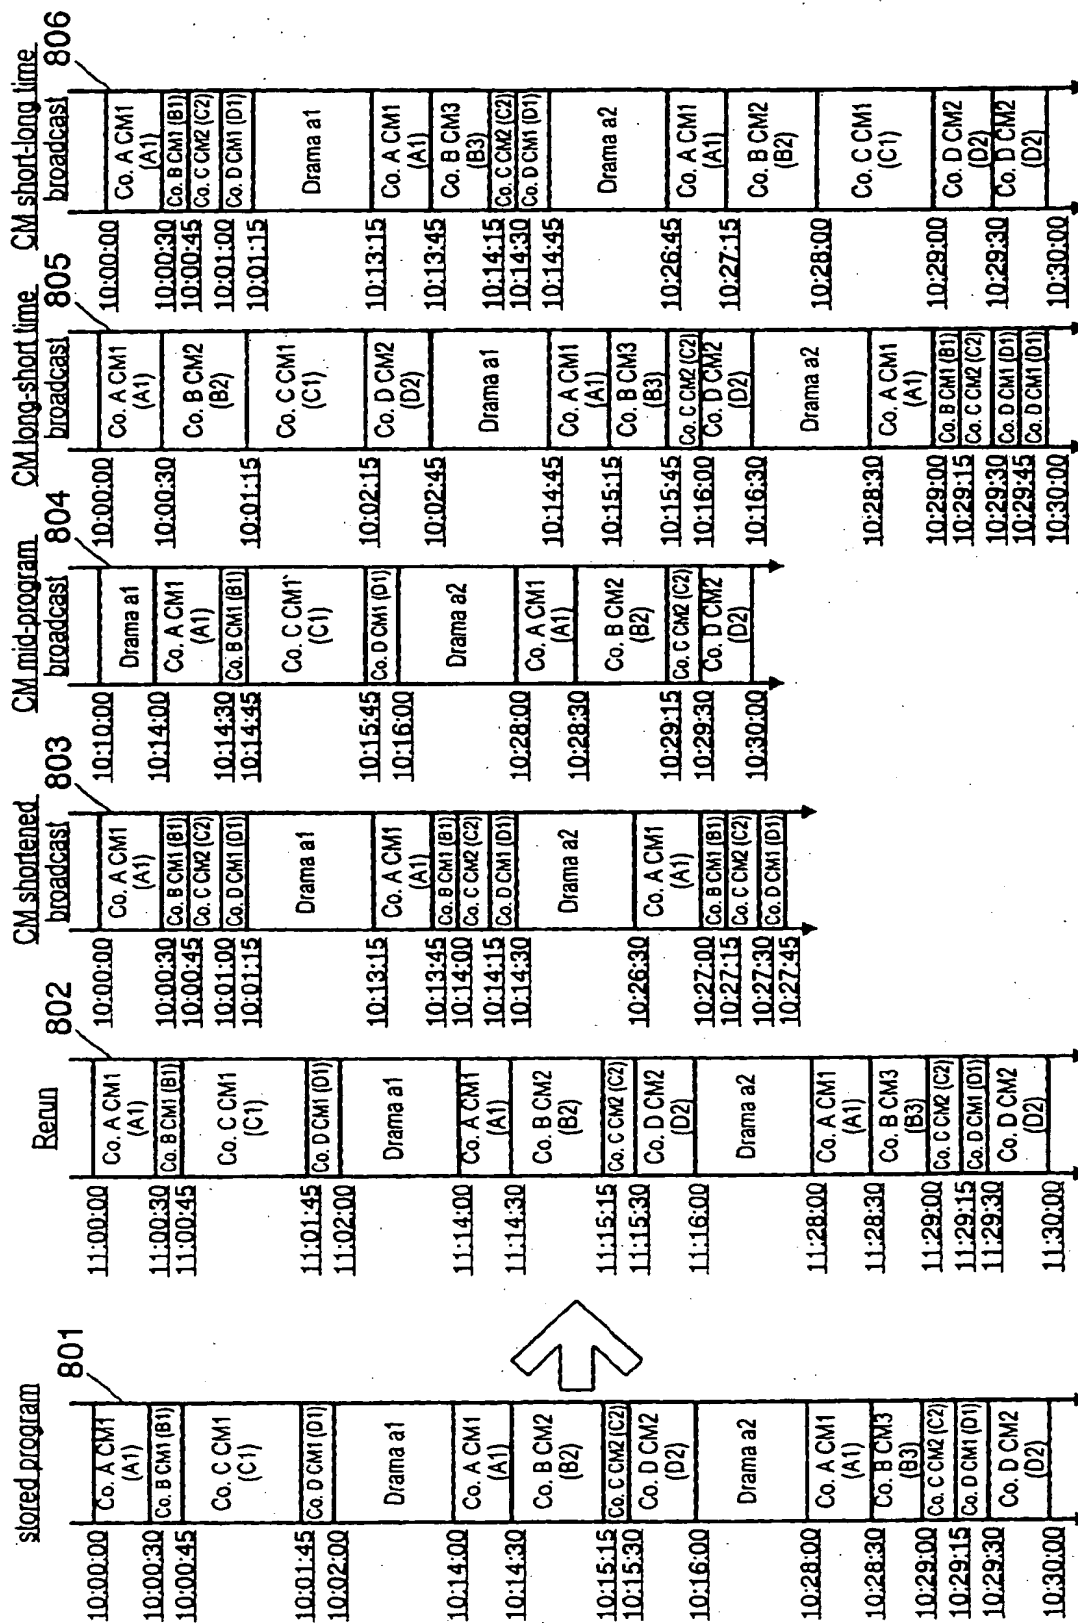 stored program
801
10:00:00
Co. A CM1
(A1)
10:00:30
Co. B CM1 (B1)
10:00:45
Co. C CM1
(C1)
10:01:45
Co. D CM1 (D1)
10:02:00
Drama a1
10:14:00
Co. A CM1
(A1)
10:14:30
Co. B CM2
(B2)
10:15:15
Co. C CM2 (C2)
10:15:30
Co. D CM2
(D2)
10:16:00
Drama a2
10:28:00
Co. A CM1
(A1)
10:28:30
Co. B CM3
(B3)
10:29:00
Co. C CM2 (C2)
10:29:15
Co. D CM1 (D1)
10:29:30
Co. D CM2
(D2)
10:30:00
Rerun
802
11:00:00
Co. A CM1
(A1)
11:00:30
Co. B CM1 (B1)
11:00:45
Co. C CM1
(C1)
11:01:45
Co. D CM1 (D1)
11:02:00
Drama a1
11:14:00
Co. A CM1
(A1)
11:14:30
Co. B CM2
(B2)
11:15:15
Co. C CM2 (C2)
11:15:30
Co. D CM2
(D2)
11:16:00
Drama a2
11:28:00
Co. A CM1
(A1)
11:28:30
Co. B CM3
(B3)
11:29:00
Co. C CM2 (C2)
11:29:15
Co. D CM1 (D1)
11:29:30
Co. D CM2
(D2)
11:30:00
CM shortened
broadcast
803
10:00:00
Co. A CM1
(A1)
10:00:30
Co. B CM1 (B1)
10:00:45
Co. C CM2 (C2)
10:01:00
Co. D CM1 (D1)
10:01:15
Drama a1
10:13:15
Co. A CM1
(A1)
10:13:45
Co. B CM1 (B1)
10:14:00
Co. C CM2 (C2)
10:14:15
Co. D CM1 (D1)
10:14:30
Drama a2
10:26:30
Co. A CM1
(A1)
10:27:00
Co. B CM1 (B1)
10:27:15
Co. C CM2 (C2)
10:27:30
Co. D CM1 (D1)
10:27:45
CM mid-program
broadcast
804
10:10:00
Drama a1
10:14:00
Co. A CM1
(A1)
10:14:30
Co. B CM1 (B1)
10:14:45
Co. C CM1
(C1)
10:15:45
Co. D CM1 (D1)
10:16:00
Drama a2
10:28:00
Co. A CM1
(A1)
10:28:30
Co. B CM2
(B2)
10:29:15
Co. C CM2 (C2)
10:29:30
Co. D CM2
(D2)
10:30:00
CM long-short time
broadcast
805
10:00:00
Co. A CM1
(A1)
10:00:30
Co. B CM2
(B2)
10:01:15
Co. C CM1
(C1)
10:02:15
Co. D CM2
(D2)
10:02:45
Drama a1
10:14:45
Co. A CM1
(A1)
10:15:15
Co. B CM3
(B3)
10:15:45
Co. C CM2 (C2)
10:16:00
Co. D CM2
(D2)
10:16:30
Drama a2
10:28:30
Co. A CM1
(A1)
10:29:00
Co. B CM1 (B1)
10:29:15
Co. C CM2 (C2)
10:29:30
Co. D CM1 (D1)
10:29:45
Co. D CM1 (D1)
10:30:00
CM short-long time
broadcast
806
10:00:00
Co. A CM1
(A1)
10:00:30
Co. B CM1 (B1)
10:00:45
Co. C CM2 (C2)
10:01:00
Co. D CM1 (D1)
10:01:15
Drama a1
10:13:15
Co. A CM1
(A1)
10:13:45
Co. B CM3
(B3)
10:14:15
Co. C CM2 (C2)
10:14:30
Co. D CM1 (D1)
10:14:45
Drama a2
10:26:45
Co. A CM1
(A1)
10:27:15
Co. B CM2
(B2)
10:28:00
Co. C CM1
(C1)
10:29:00
Co. D CM2
(D2)
10:29:30
Co. D CM2
(D2)
10:30:00